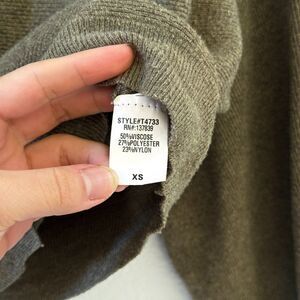 STYLE#T4733
RN#:137839
50%VISCOSE
27%POLYESTER
23%NYLON
XS